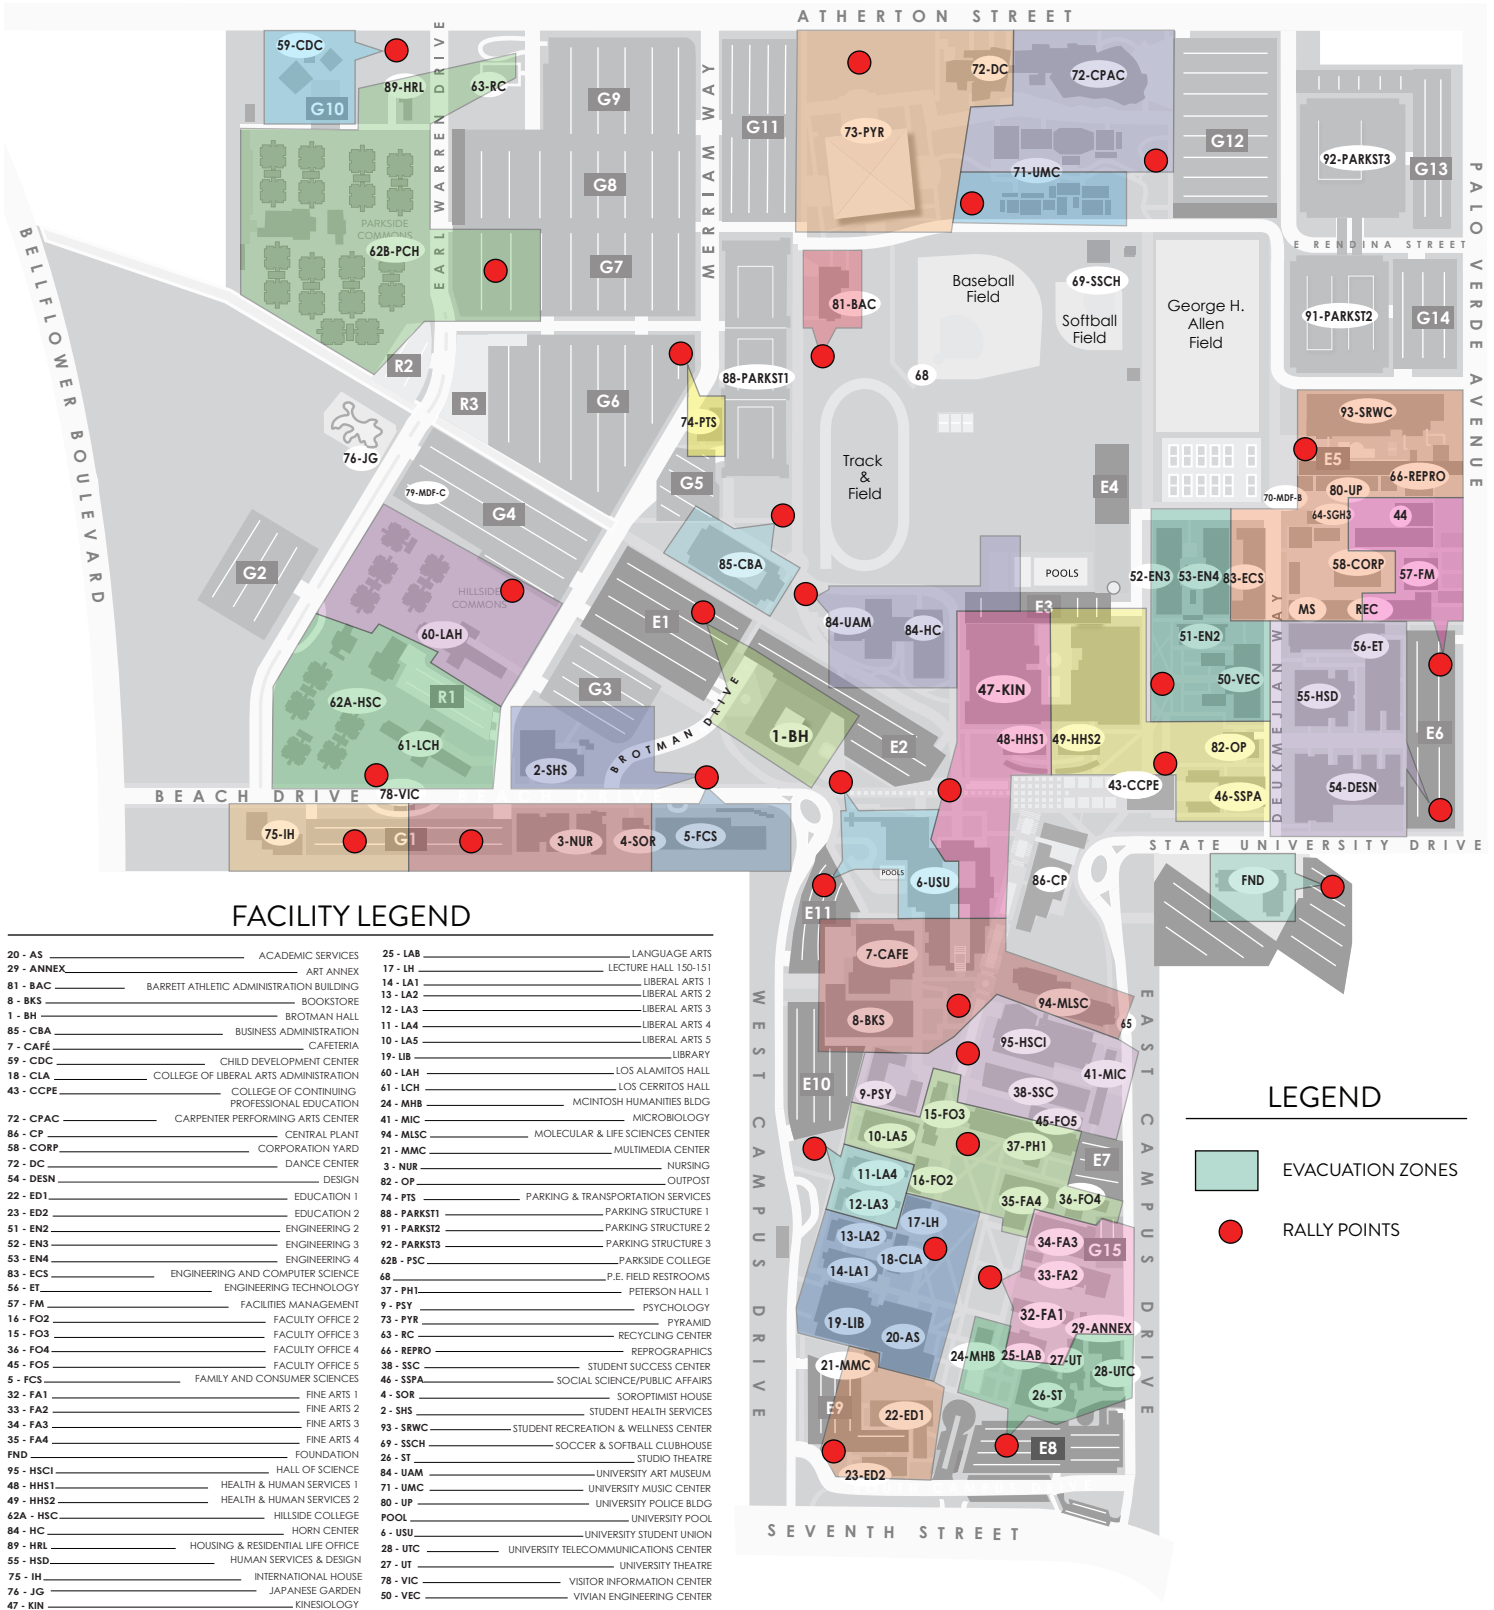 ATHERTON STREET
59-CDC
89-HRL
63-RC
G10
G9
G11
72-DC
72-CPAC
73-PYR
71-UMC
G12
92-PARKST3
G13
EARL WARREN DRIVE
MERRIAM WAY
PALO VERDE AVENUE
BELLFLOWER BOULEVARD
G8
PARKSIDE
COMMONS
62B-PCH
G7
E RENDINA STREET
81-BAC
Baseball
Field
69-SSCH
Softball
Field
George H.
Allen
Field
91-PARKST2
G14
R2
R3
G6
88-PARKST1
68
74-PTS
76-JG
Track
&
Field
93-SRWC
E5
66-REPRO
79-MDF-C
G4
G5
E4
70-MDF-B
80-UP
64-SGH3
44
G2
85-CBA
POOLS
52-EN3
53-EN4
83-ECS
58-CORP
57-FM
HILLSIDE
COMMONS
60-LAH
E1
E3
MS
REC
84-UAM
84-HC
51-EN2
56-ET
DEUKMEJIAN WAY
R1
G3
47-KIN
50-VEC
55-HSD
62A-HSC
61-LCH
BROTMAN DRIVE
1-BH
E2
48-HHS1
49-HHS2
82-OP
E6
2-SHS
43-CCPE
46-SSPA
54-DESN
BEACH DRIVE
78-VIC
75-IH
G1
3-NUR
4-SOR
5-FCS
STATE UNIVERSITY DRIVE
POOLS
6-USU
86-CP
FND
E11
7-CAFE
8-BKS
94-MLSC
65
95-HSCI
E10
9-PSY
41-MIC
38-SSC
15-FO3
45-FO5
10-LA5
37-PH1
E7
11-LA4
16-FO2
12-LA3
35-FA4
36-FO4
17-LH
13-LA2
18-CLA
34-FA3
G15
14-LA1
33-FA2
19-LIB
32-FA1
20-AS
29-ANNEX
24-MHB
25-LAB
27-UT
28-UTC
21-MMC
26-ST
E9
22-ED1
E8
23-ED2
WEST CAMPUS DRIVE
EAST CAMPUS DRIVE
SEVENTH STREET
FACILITY LEGEND
20 - AS ACADEMIC SERVICES
29 - ANNEX ART ANNEX
81 - BAC BARRETT ATHLETIC ADMINISTRATION BUILDING
8 - BKS BOOKSTORE
1 - BH BROTMAN HALL
85 - CBA BUSINESS ADMINISTRATION
7 - CAFÉ CAFETERIA
59 - CDC CHILD DEVELOPMENT CENTER
18 - CLA COLLEGE OF LIBERAL ARTS ADMINISTRATION
43 - CCPE COLLEGE OF CONTINUING
PROFESSIONAL EDUCATION
72 - CPAC CARPENTER PERFORMING ARTS CENTER
86 - CP CENTRAL PLANT
58 - CORP CORPORATION YARD
72 - DC DANCE CENTER
54 - DESN DESIGN
22 - ED1 EDUCATION 1
23 - ED2 EDUCATION 2
51 - EN2 ENGINEERING 2
52 - EN3 ENGINEERING 3
53 - EN4 ENGINEERING 4
83 - ECS ENGINEERING AND COMPUTER SCIENCE
56 - ET ENGINEERING TECHNOLOGY
57 - FM FACILITIES MANAGEMENT
16 - FO2 FACULTY OFFICE 2
15 - FO3 FACULTY OFFICE 3
36 - FO4 FACULTY OFFICE 4
45 - FO5 FACULTY OFFICE 5
5 - FCS FAMILY AND CONSUMER SCIENCES
32 - FA1 FINE ARTS 1
33 - FA2 FINE ARTS 2
34 - FA3 FINE ARTS 3
35 - FA4 FINE ARTS 4
FND FOUNDATION
95 - HSCI HALL OF SCIENCE
48 - HHS1 HEALTH & HUMAN SERVICES 1
49 - HHS2 HEALTH & HUMAN SERVICES 2
62A - HSC HILLSIDE COLLEGE
84 - HC HORN CENTER
89 - HRL HOUSING & RESIDENTIAL LIFE OFFICE
55 - HSD HUMAN SERVICES & DESIGN
75 - IH INTERNATIONAL HOUSE
76 - JG JAPANESE GARDEN
47 - KIN KINESIOLOGY
25 - LAB LANGUAGE ARTS
17 - LH LECTURE HALL 150-151
14 - LA1 LIBERAL ARTS 1
13 - LA2 LIBERAL ARTS 2
12 - LA3 LIBERAL ARTS 3
11 - LA4 LIBERAL ARTS 4
10 - LA5 LIBERAL ARTS 5
19- LIB LIBRARY
60 - LAH LOS ALAMITOS HALL
61 - LCH LOS CERRITOS HALL
24 - MHB MCINTOSH HUMANITIES BLDG
41 - MIC MICROBIOLOGY
94 - MLSC MOLECULAR & LIFE SCIENCES CENTER
21 - MMC MULTIMEDIA CENTER
3 - NUR NURSING
82 - OP OUTPOST
74 - PTS PARKING & TRANSPORTATION SERVICES
88 - PARKST1 PARKING STRUCTURE 1
91 - PARKST2 PARKING STRUCTURE 2
92 - PARKST3 PARKING STRUCTURE 3
62B - PSC PARKSIDE COLLEGE
68 P.E. FIELD RESTROOMS
37 - PH1 PETERSON HALL 1
9 - PSY PSYCHOLOGY
73 - PYR PYRAMID
63 - RC RECYCLING CENTER
66 - REPRO REPROGRAPHICS
38 - SSC STUDENT SUCCESS CENTER
46 - SSPA SOCIAL SCIENCE/PUBLIC AFFAIRS
4 - SOR SOROPTIMIST HOUSE
2 - SHS STUDENT HEALTH SERVICES
93 - SRWC STUDENT RECREATION & WELLNESS CENTER
69 - SSCH SOCCER & SOFTBALL CLUBHOUSE
26 - ST STUDIO THEATRE
84 - UAM UNIVERSITY ART MUSEUM
71 - UMC UNIVERSITY MUSIC CENTER
80 - UP UNIVERSITY POLICE BLDG
POOL UNIVERSITY POOL
6 - USU UNIVERSITY STUDENT UNION
28 - UTC UNIVERSITY TELECOMMUNICATIONS CENTER
27 - UT UNIVERSITY THEATRE
78 - VIC VISITOR INFORMATION CENTER
50 - VEC VIVIAN ENGINEERING CENTER
LEGEND
EVACUATION ZONES
RALLY POINTS